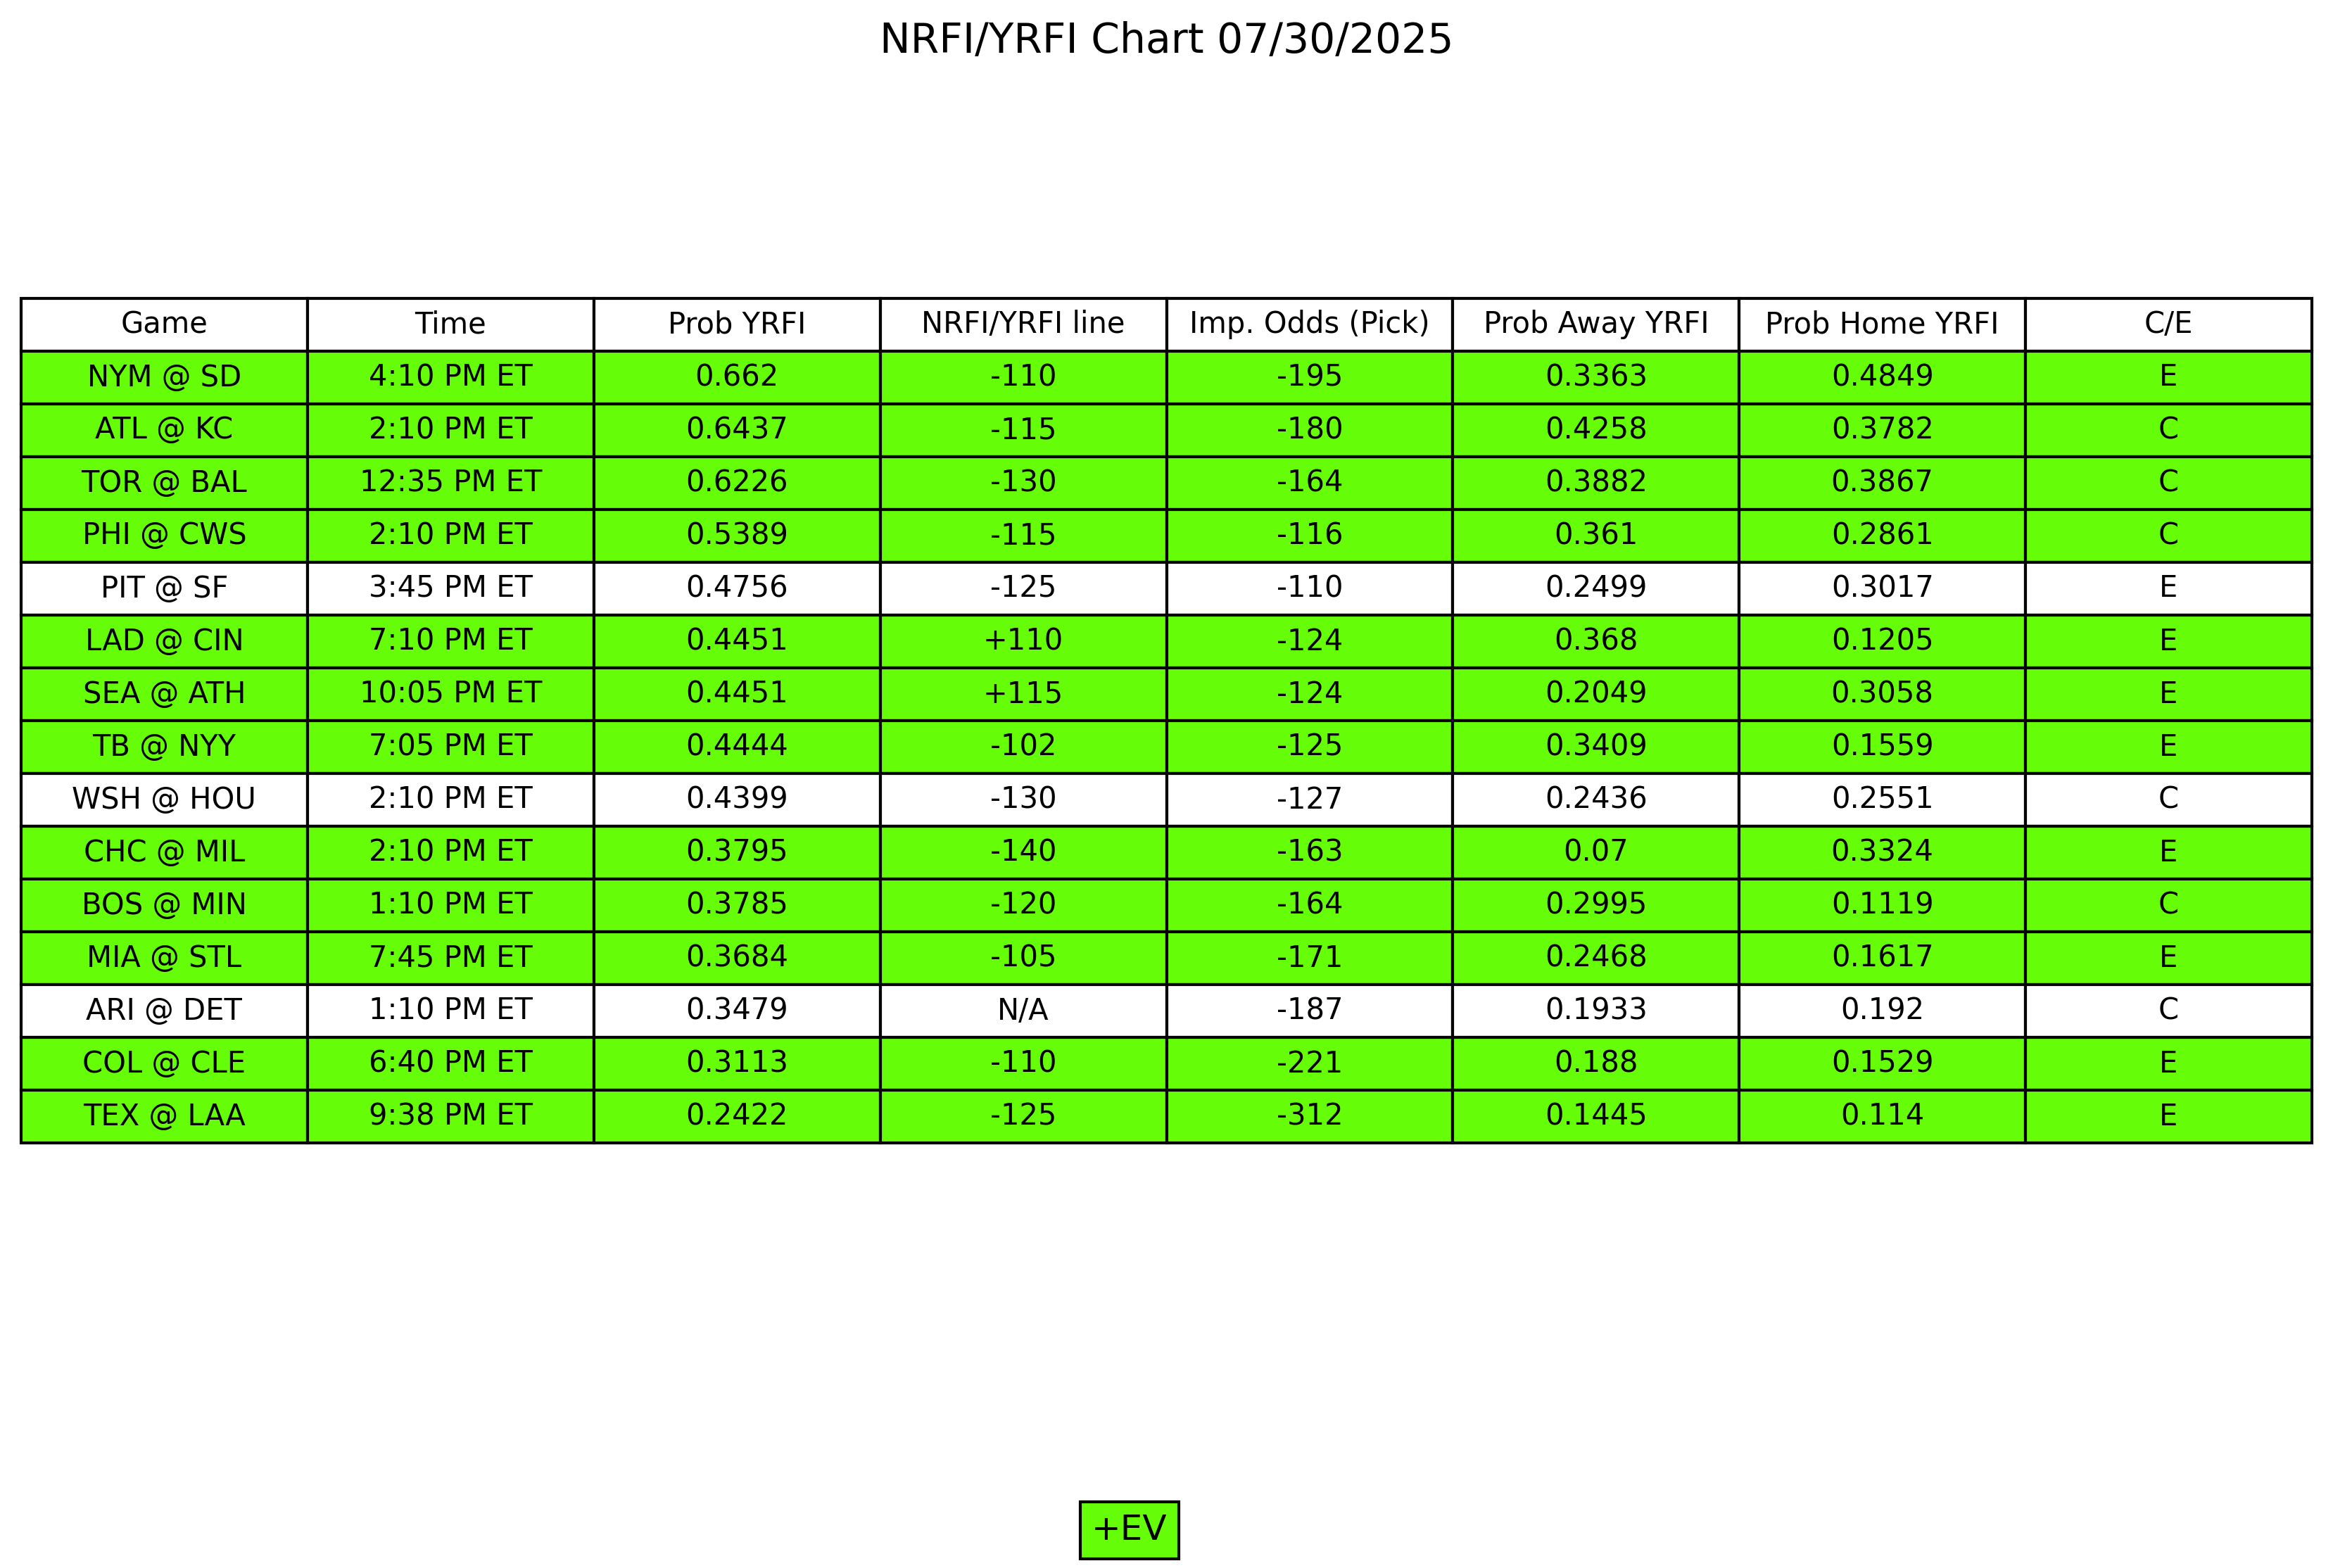 NRFI/YRFI Chart 07/30/2025
Game Time Prob YRFI NRFI/YRFI line Imp. Odds (Pick) Prob Away YRFI Prob Home YRFI C/E
NYM @ SD 4:10 PM ET 0.662 -110 -195 0.3363 0.4849 E
ATL @ KC 2:10 PM ET 0.6437 -115 -180 0.4258 0.3782 C
TOR @ BAL 12:35 PM ET 0.6226 -130 -164 0.3882 0.3867 C
PHI @ CWS 2:10 PM ET 0.5389 -115 -116 0.361 0.2861 C
PIT @ SF 3:45 PM ET 0.4756 -125 -110 0.2499 0.3017 E
LAD @ CIN 7:10 PM ET 0.4451 +110 -124 0.368 0.1205 E
SEA @ ATH 10:05 PM ET 0.4451 +115 -124 0.2049 0.3058 E
TB @ NYY 7:05 PM ET 0.4444 -102 -125 0.3409 0.1559 E
WSH @ HOU 2:10 PM ET 0.4399 -130 -127 0.2436 0.2551 C
CHC @ MIL 2:10 PM ET 0.3795 -140 -163 0.07 0.3324 E
BOS @ MIN 1:10 PM ET 0.3785 -120 -164 0.2995 0.1119 C
MIA @ STL 7:45 PM ET 0.3684 -105 -171 0.2468 0.1617 E
ARI @ DET 1:10 PM ET 0.3479 N/A -187 0.1933 0.192 C
COL @ CLE 6:40 PM ET 0.3113 -110 -221 0.188 0.1529 E
TEX @ LAA 9:38 PM ET 0.2422 -125 -312 0.1445 0.114 E
+EV